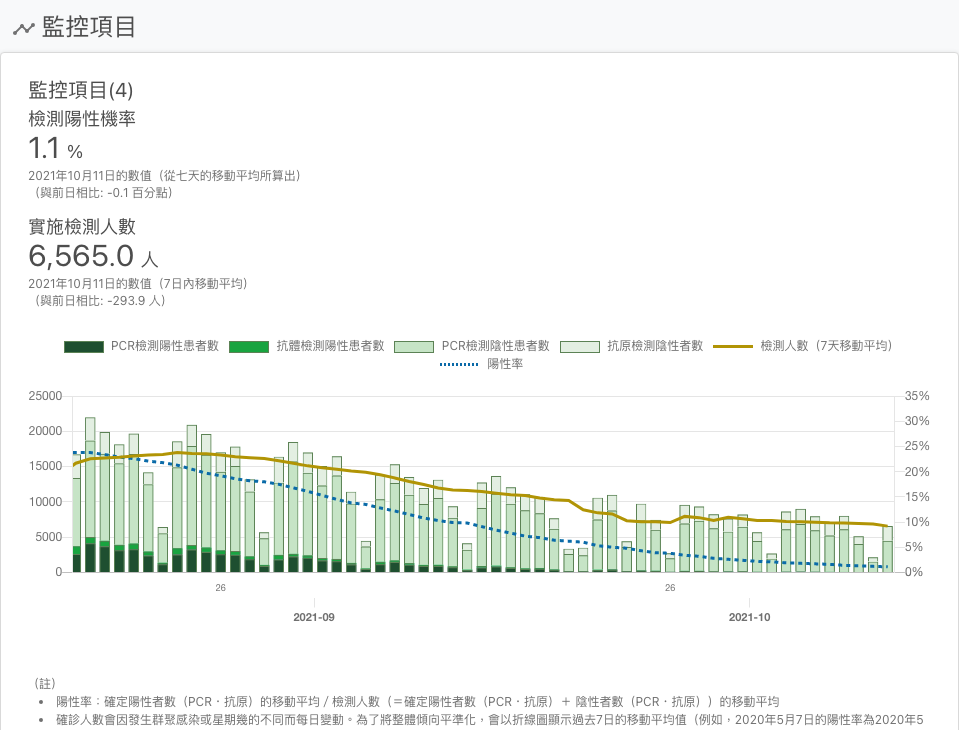 監控項目
監控項目(4)
檢測陽性機率
1.1 %
2021年10月11日的數值（從七天的移動平均所算出）
（與前日相比: -0.1 百分點）
實施檢測人數
6,565.0 人
2021年10月11日的數值（7日內移動平均）
（與前日相比: -293.9 人）
PCR檢測陽性患者數 抗體檢測陽性患者數 PCR檢測陰性患者數 抗原檢測陰性者數 檢測人數（7天移動平均）
陽性率
25000 35%
30%
20000
25%
15000 20%
15%
10000
10%
5000 5%
0 0%
26 26
2021-09 2021-10
（註）
• 陽性率：確定陽性者數（PCR・抗原）的移動平均 / 檢測人數（＝確定陽性者數（PCR・抗原）＋ 陰性者數（PCR・抗原））的移動平均
• 確診人數會因發生群聚感染或星期幾的不同而每日變動。為了將整體傾向平準化，會以折線圖顯示過去7日的移動平均值（例如，2020年5月7日的陽性率為2020年5